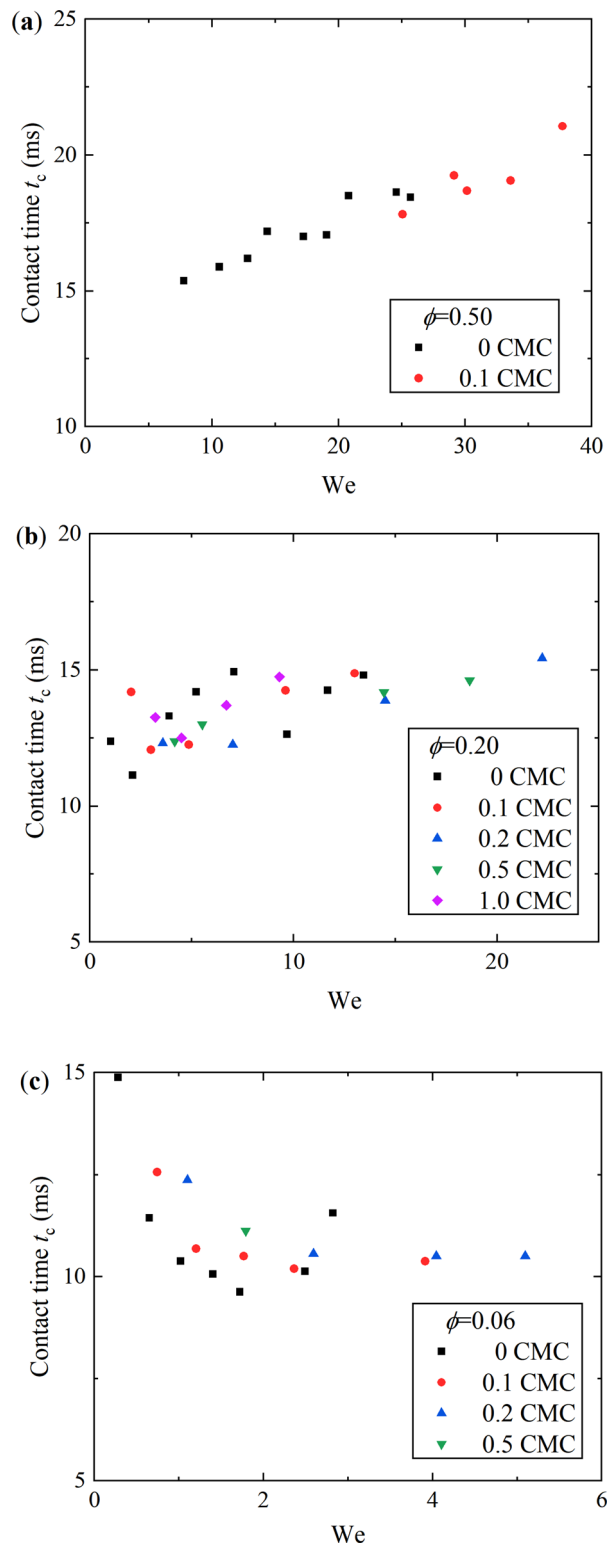 (a)
25
20
15
10
Contact time tc (ms)
0 10 20 30 40
We
ϕ=0.50
0 CMC
0.1 CMC
(b)
20
15
10
5
Contact time tc (ms)
0 10 20
We
ϕ=0.20
0 CMC
0.1 CMC
0.2 CMC
0.5 CMC
1.0 CMC
(c)
15
10
5
Contact time tc (ms)
0 2 4 6
We
ϕ=0.06
0 CMC
0.1 CMC
0.2 CMC
0.5 CMC